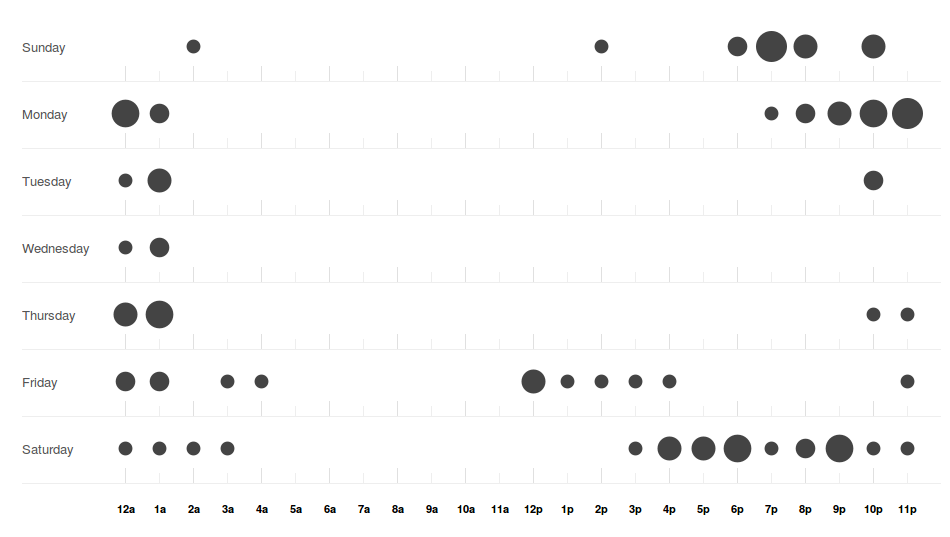 Sunday
Monday
Tuesday
Wednesday
Thursday
Friday
Saturday
12a 1a 2a 3a 4a 5a 6a 7a 8a 9a 10a 11a 12p 1p 2p 3p 4p 5p 6p 7p 8p 9p 10p 11p